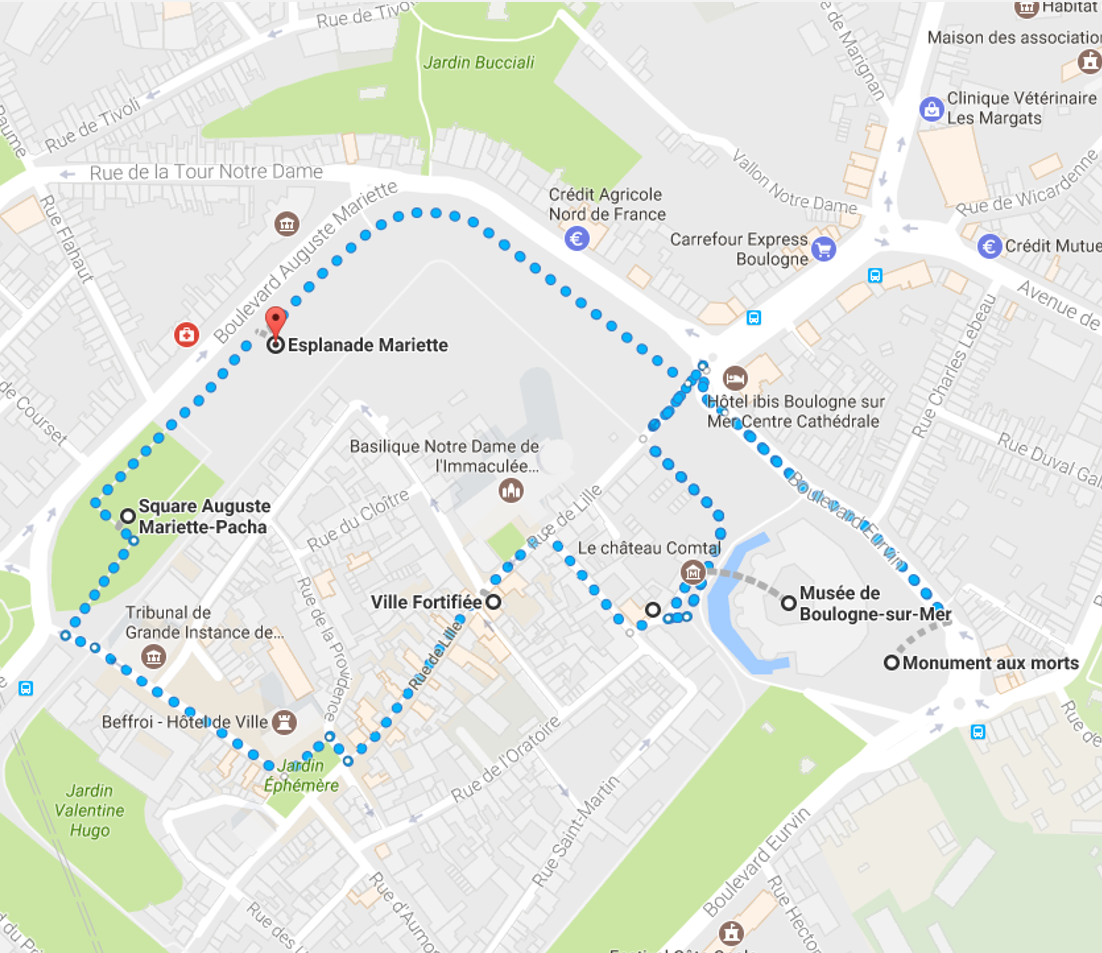 Rue de Tivo
Habitat
Maison des association
Jardin Bucciali
de Marignan
Clinique Vétérinaire
Les Margats
Rue de Tivoli
Paume
Rue de la Tour Notre Dame
Vallon Notre Dame
Rue de Wicardenne
Crédit Agricole
Nord de France
Rue Flahaut
Boulevard Auguste Mariette
Carrefour Express
Boulogne
Crédit Mutue
Avenue de
Esplanade Mariette
de Courset
Rue Charles Lebeau
Hôtel ibis Boulogne sur
Mer Centre Cathédrale
Basilique Notre Dame de
l'Immaculée...
Rue Duval Gal
Square Auguste
Mariette-Pacha
Rue du Cloître
Rue de Lille
Boulevard Eurvin
Le château Comtal
Ville Fortifiée
Musée de
Boulogne-sur-Mer
Tribunal de
Grande Instance de...
Rue de la Providence
Rue de Lille
Monument aux morts
Beffroi - Hôtel de Ville
Rue de
Jardin
Éphémère
Rue de l'Oratoire
Jardin
Valentine
Hugo
Rue Saint-Martin
Boulevard Eurvin
Rue d'Aumo
Rue Hector
Rue des
du